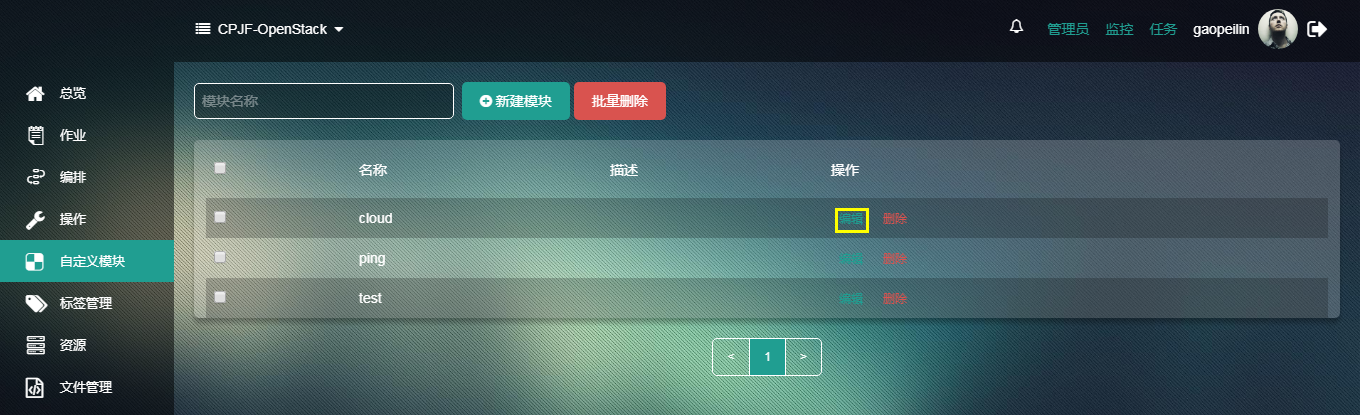 CPJF-OpenStack
管理员 监控 任务 gaopeilin
总览
作业
编排
操作
自定义模块
标签管理
资源
文件管理
模块名称 新建模块 批量删除
名称 描述 操作
cloud 编辑 删除
ping 编辑 删除
test 编辑 删除
< 1 >